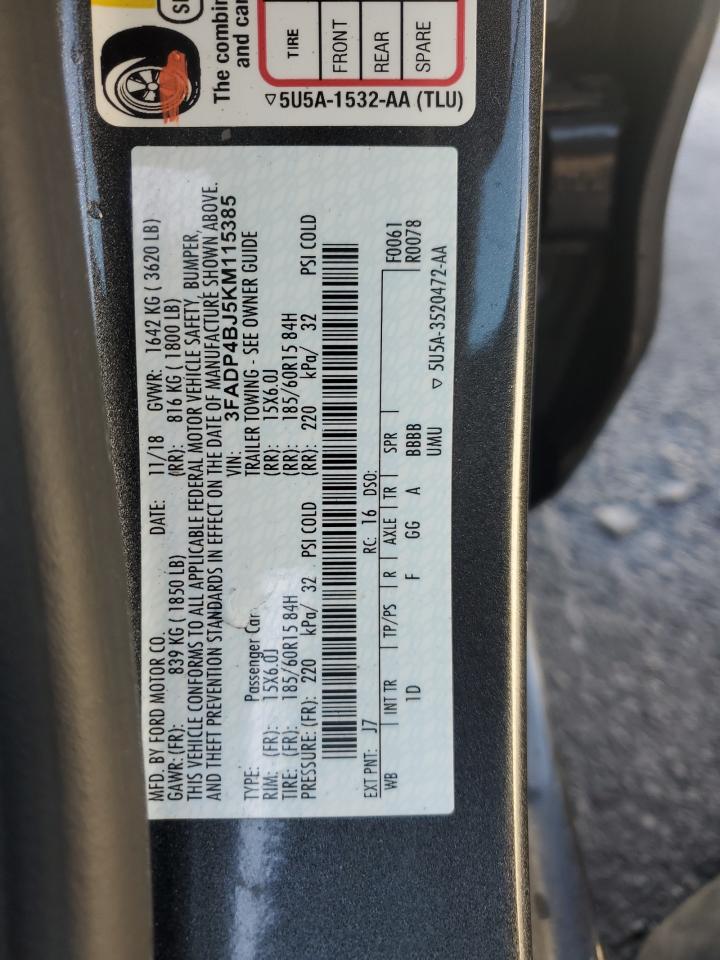 The combin
and car
TIRE
FRONT
REAR
SPARE
5U5A-1532-AA (TLU)
MFD. BY FORD MOTOR CO. DATE: 11/18 GVWR: 1642 KG ( 3620 LB)
GAWR: (FR): 839 KG ( 1850 LB) (RR): 816 KG ( 1800 LB)
THIS VEHICLE CONFORMS TO ALL APPLICABLE FEDERAL MOTOR VEHICLE SAFETY, BUMPER,
AND THEFT PREVENTION STANDARDS IN EFFECT ON THE DATE OF MANUFACTURE SHOWN ABOVE.
VIN: 3FADP4BJ5KM115385
TYPE: Passenger Car TRAILER TOWING - SEE OWNER GUIDE
RIM: (FR): 15X6.0J (RR): 15X6.0J
TIRE: (FR): 185/60R15 84H (RR): 185/60R15 84H
PRESSURE: (FR): 220 kPa/ 32 PSI COLD (RR): 220 kPa/ 32 PSI COLD
EXT PNT: J7 RC: 16 DSO: F0061
WB INT TR TP/PS R AXLE TR SPR R0078
1D F GG A BBBB
UMU
5U5A-3520472-AA